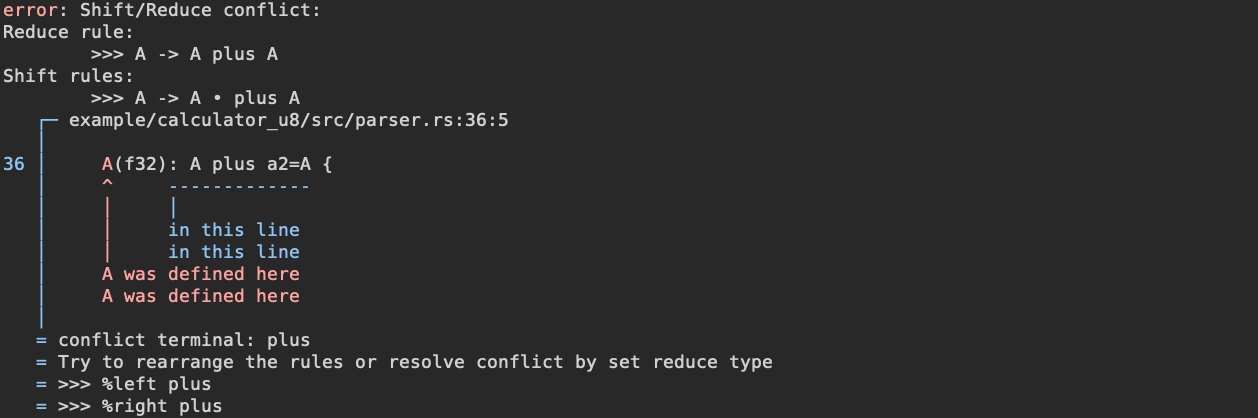 error: Shift/Reduce conflict:
Reduce rule:
>>> A -> A plus A
Shift rules:
>>> A -> A • plus A
example/calculator_u8/src/parser.rs:36:5
36 A(f32): A plus a2=A {
^ -------------
in this line
in this line
A was defined here
A was defined here
= conflict terminal: plus
= Try to rearrange the rules or resolve conflict by set reduce type
= >>> %left plus
= >>> %right plus